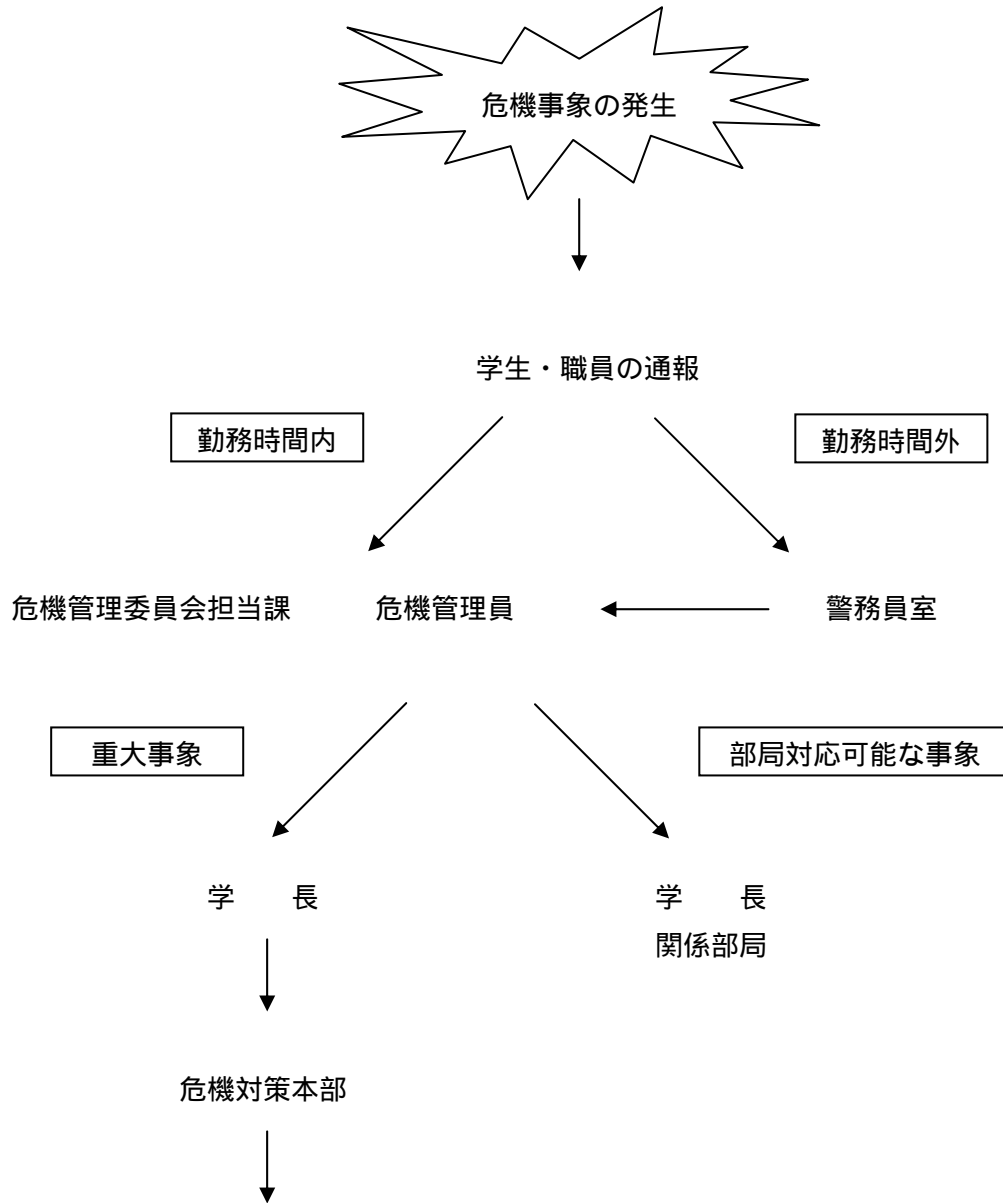 危機事象の発生
学生・職員の通報
勤務時間内
勤務時間外
危機管理委員会担当課
危機管理員
警務員室
重大事象
部局対応可能な事象
学　　長
学　　長
関係部局
危機対策本部